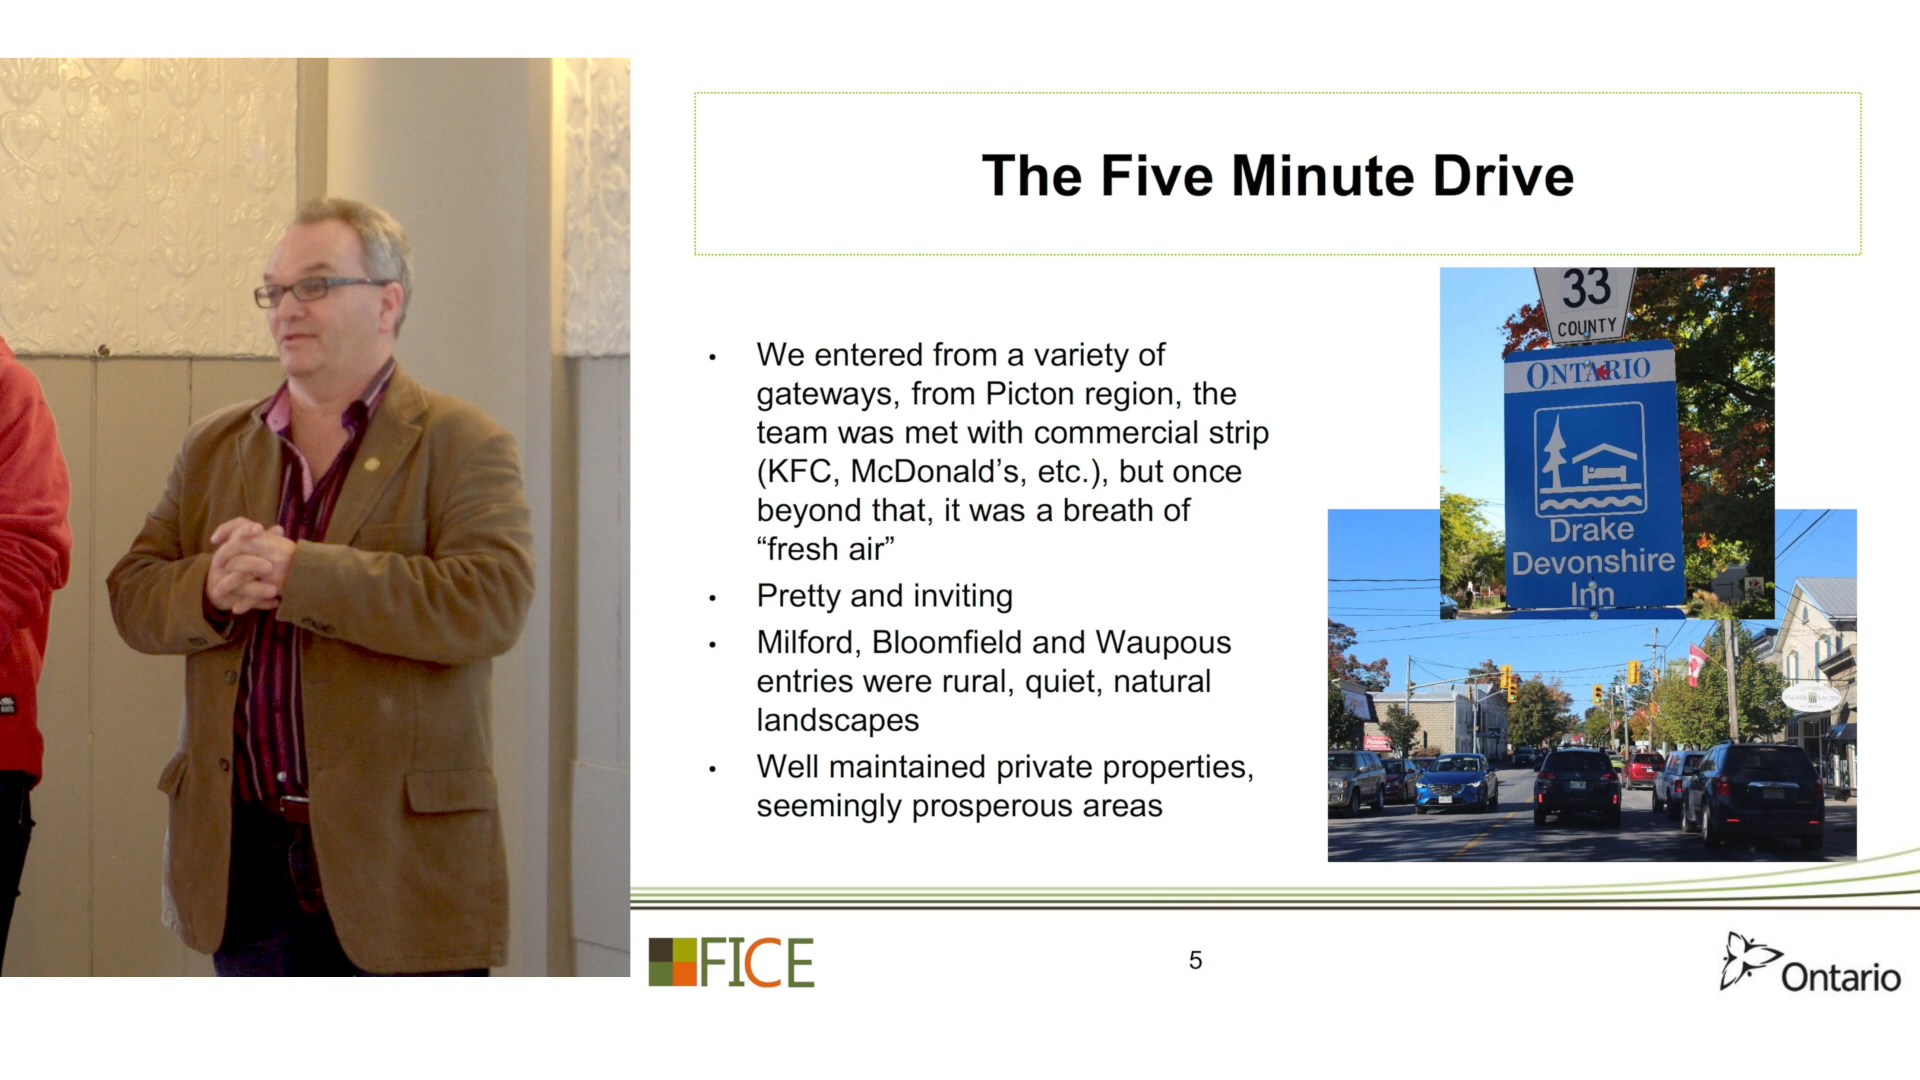 The Five Minute Drive
• We entered from a variety of
gateways, from Picton region, the
team was met with commercial strip
(KFC, McDonald’s, etc.), but once
beyond that, it was a breath of
“fresh air”
• Pretty and inviting
• Milford, Bloomfield and Waupous
entries were rural, quiet, natural
landscapes
• Well maintained private properties,
seemingly prosperous areas
33
COUNTY
ONTARIO
Drake
Devonshire
Inn
FICE
5
Ontario